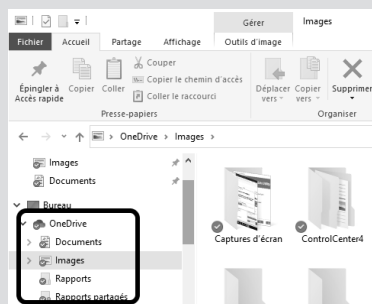 Gérer
Images
Fichier
Accueil
Partage
Affichage
Outils d'image
Épingler à
Accès rapide
Copier
Coller
Couper
Copier le chemin d'accès
Coller le raccourci
Déplacer
vers
Copier
vers
Supprimer
Presse-papiers
Organiser
OneDrive > Images >
Images
Documents
Bureau
OneDrive
Documents
Images
Rapports
Rapports partagés
Captures d'écran
ControlCenter4